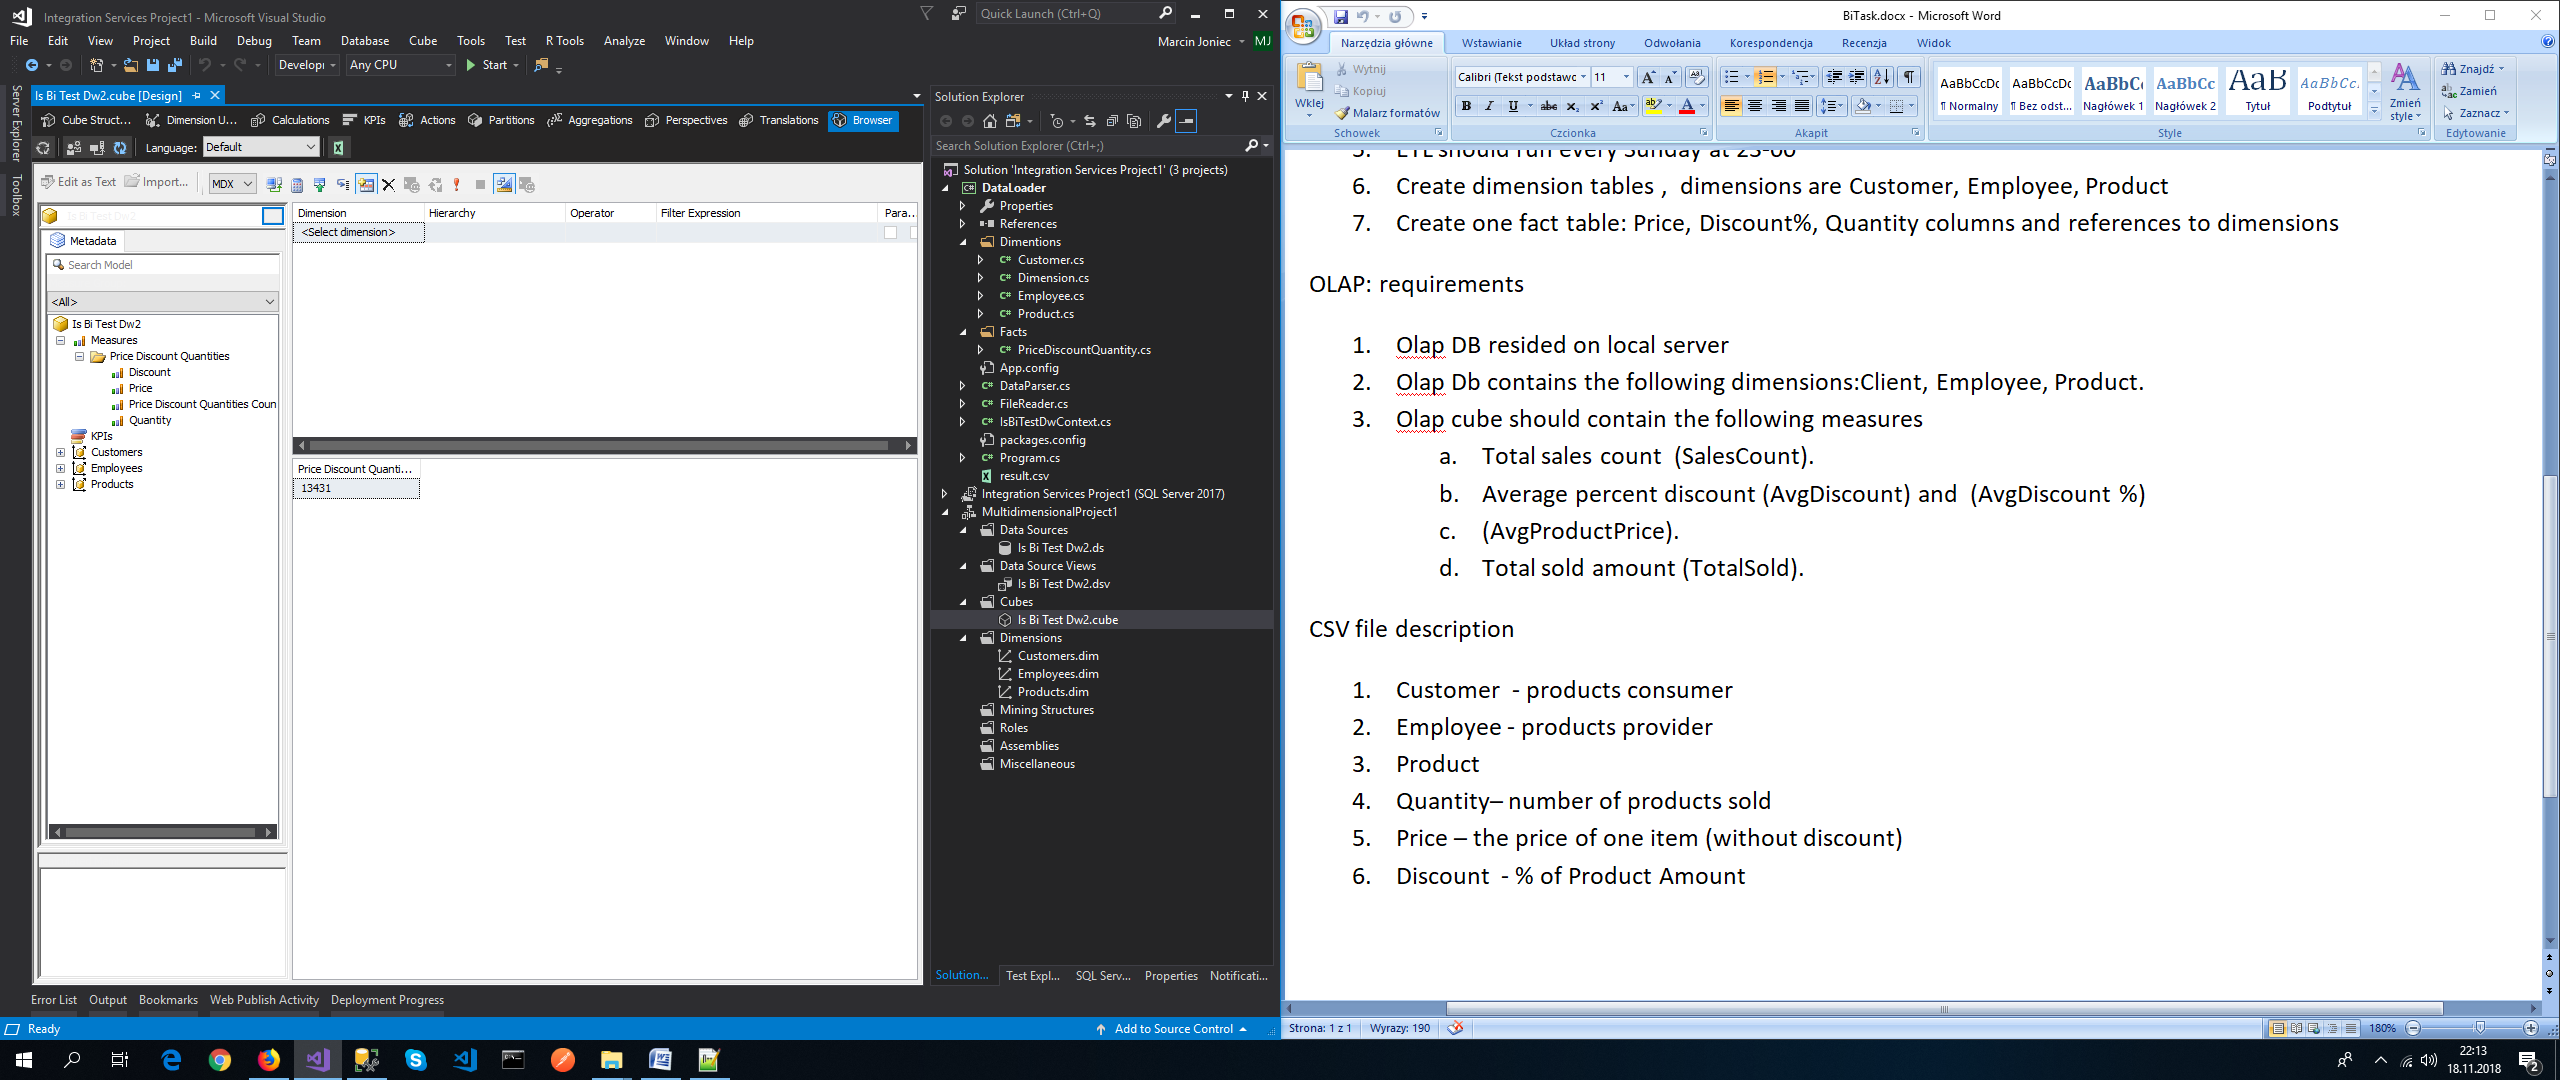 Integration Services Project1 - Microsoft Visual Studio
Quick Launch (Ctrl+Q)
File Edit View Project Build Debug Team Database Cube Tools Test R Tools Analyze Window Help
Marcin Joniec MJ
Develop Any CPU Start
Server Explorer
Toolbox
Is Bi Test Dw2.cube [Design]
Cube Struct... Dimension U... Calculations KPIs Actions Partitions Aggregations Perspectives Translations Browser
Language: Default
Edit as Text Import... MDX
Is Bi Test Dw2
Metadata
Search Model
<All>
Is Bi Test Dw2
Measures
Price Discount Quantities
Discount
Price
Price Discount Quantities Coun
Quantity
KPIs
Customers
Employees
Products
Dimension Hierarchy Operator Filter Expression Para...
<Select dimension>
Price Discount Quanti...
13431
Solution Explorer
Search Solution Explorer (Ctrl+;)
Solution 'Integration Services Project1' (3 projects)
DataLoader
Properties
References
Dimentions
Customer.cs
Dimension.cs
Employee.cs
Product.cs
Facts
PriceDiscountQuantity.cs
App.config
DataParser.cs
FileReader.cs
IsBiTestDwContext.cs
packages.config
Program.cs
result.csv
Integration Services Project1 (SQL Server 2017)
MultidimensionalProject1
Data Sources
Is Bi Test Dw2.ds
Data Source Views
Is Bi Test Dw2.dsv
Cubes
Is Bi Test Dw2.cube
Dimensions
Customers.dim
Employees.dim
Products.dim
Mining Structures
Roles
Assemblies
Miscellaneous
Solution... Test Expl... SQL Serv... Properties Notificati...
Error List Output Bookmarks Web Publish Activity Deployment Progress
Ready
Add to Source Control
BiTask.docx - Microsoft Word
Narzędzia główne Wstawianie Układ strony Odwołania Korespondencja Recenzja Widok
Wklej
Wytnij
Kopiuj
Malarz formatów
Schowek
Calibri (Tekst podstawc 11
Czcionka
Akapit
AaBbCcDc AaBbCcDc AaBbC AaBbCc AaB AaBbCc.
¶ Normalny ¶ Bez odst... Nagłówek 1 Nagłówek 2 Tytuł Podtytuł
Zmień style
Style
Znajdź
Zamień
Zaznacz
Edytowanie
5. ETL should run every Sunday at 23-00
6. Create dimension tables , dimensions are Customer, Employee, Product
7. Create one fact table: Price, Discount%, Quantity columns and references to dimensions
OLAP: requirements
1. Olap DB resided on local server
2. Olap Db contains the following dimensions:Client, Employee, Product.
3. Olap cube should contain the following measures
a. Total sales count (SalesCount).
b. Average percent discount (AvgDiscount) and (AvgDiscount %)
c. (AvgProductPrice).
d. Total sold amount (TotalSold).
CSV file description
1. Customer - products consumer
2. Employee - products provider
3. Product
4. Quantity– number of products sold
5. Price – the price of one item (without discount)
6. Discount - % of Product Amount
Strona: 1 z 1 Wyrazy: 190
180%
22:13
18.11.2018
2